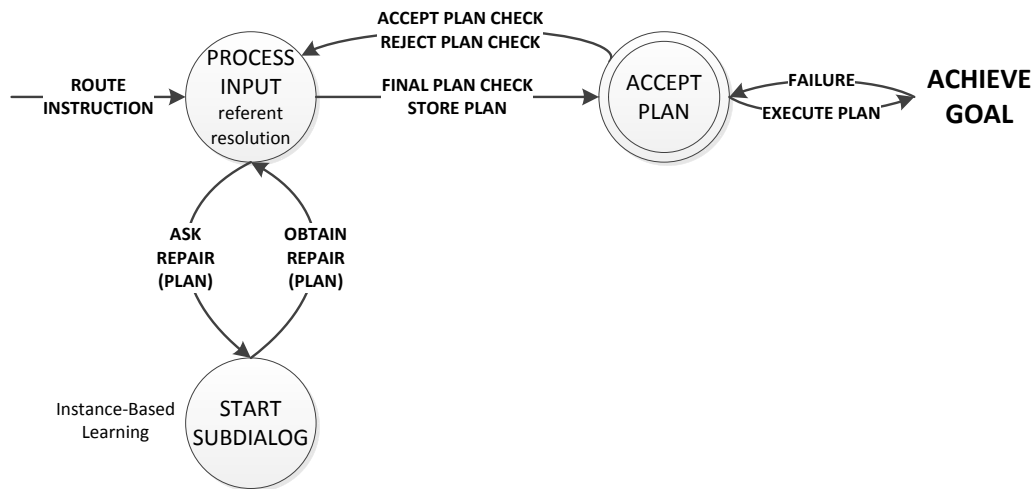 ACCEPT PLAN CHECK
REJECT PLAN CHECK
PROCESS
INPUT
referent
resolution
ROUTE
INSTRUCTION
FINAL PLAN CHECK
STORE PLAN
ACCEPT
PLAN
FAILURE
EXECUTE PLAN
ACHIEVE
GOAL
ASK
REPAIR
(PLAN)
OBTAIN
REPAIR
(PLAN)
Instance-Based
Learning
START
SUBDIALOG